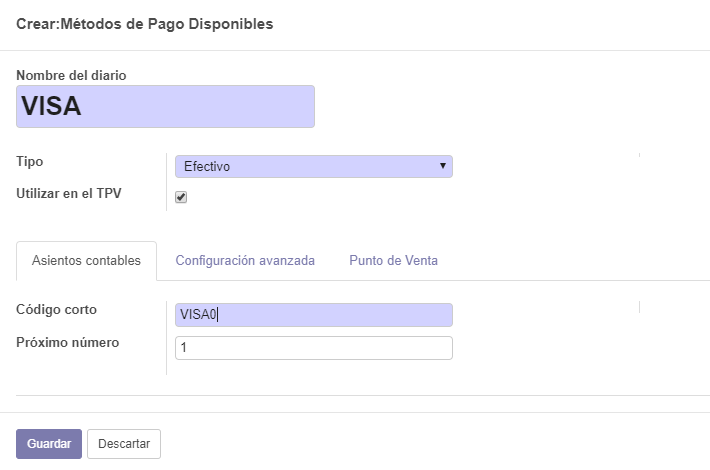 Crear:Métodos de Pago Disponibles
Nombre del diario
VISA
Tipo Efectivo
Utilizar en el TPV
Asientos contables Configuración avanzada Punto de Venta
Código corto VISA0
Próximo número 1
Guardar Descartar